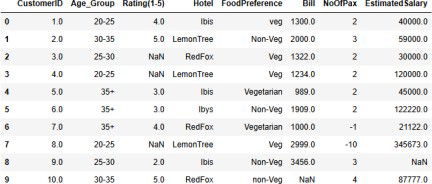 CustomerID Age_Group Rating(1-5) Hotel FoodPreference Bill NoOfPax EstimatedSalary
0 1.0 20-25 4.0 Ibis veg 1300.0 2 40000.0
1 2.0 30-35 5.0 LemonTree Non-Veg 2000.0 3 59000.0
2 3.0 25-30 NaN RedFox Veg 1322.0 2 30000.0
3 4.0 20-25 NaN LemonTree Veg 1234.0 2 120000.0
4 5.0 35+ 3.0 Ibis Vegetarian 989.0 2 45000.0
5 6.0 35+ 3.0 Ibys Non-Veg 1909.0 2 122220.0
6 7.0 35+ 4.0 RedFox Vegetarian 1000.0 -1 21122.0
7 8.0 20-25 NaN LemonTree Veg 2999.0 -10 345673.0
8 9.0 25-30 2.0 Ibis Non-Veg 3456.0 3 NaN
9 10.0 30-35 5.0 RedFox non-Veg NaN 4 87777.0